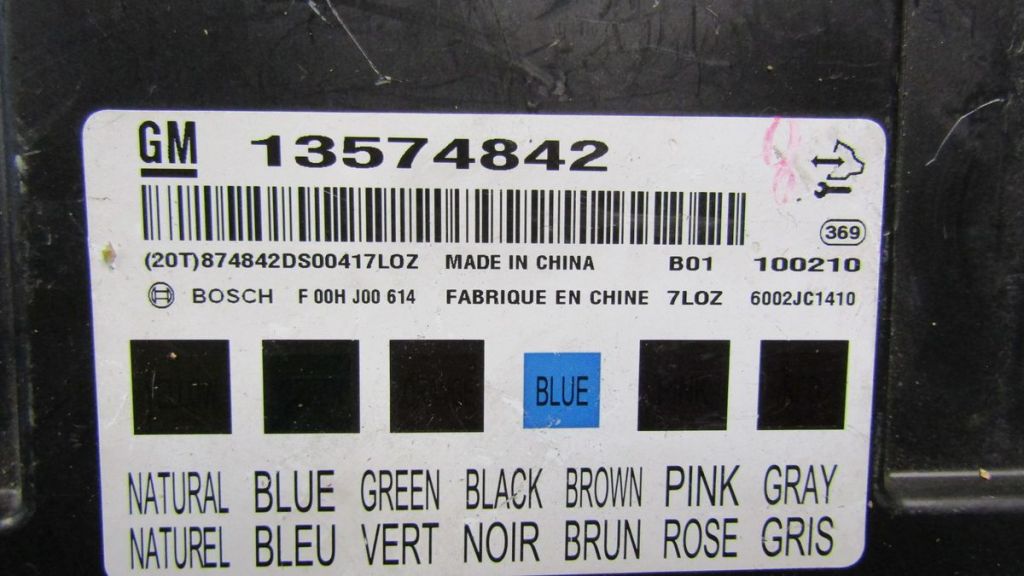 GM 13574842
369
(20T)874842DS00417LOZ MADE IN CHINA B01 100210
BOSCH F 00H J00 614 FABRIQUE EN CHINE 7LOZ 6002JC1410
BLUE PINK
NATURAL BLUE GREEN BLACK BROWN PINK GRAY
NATUREL BLEU VERT NOIR BRUN ROSE GRIS